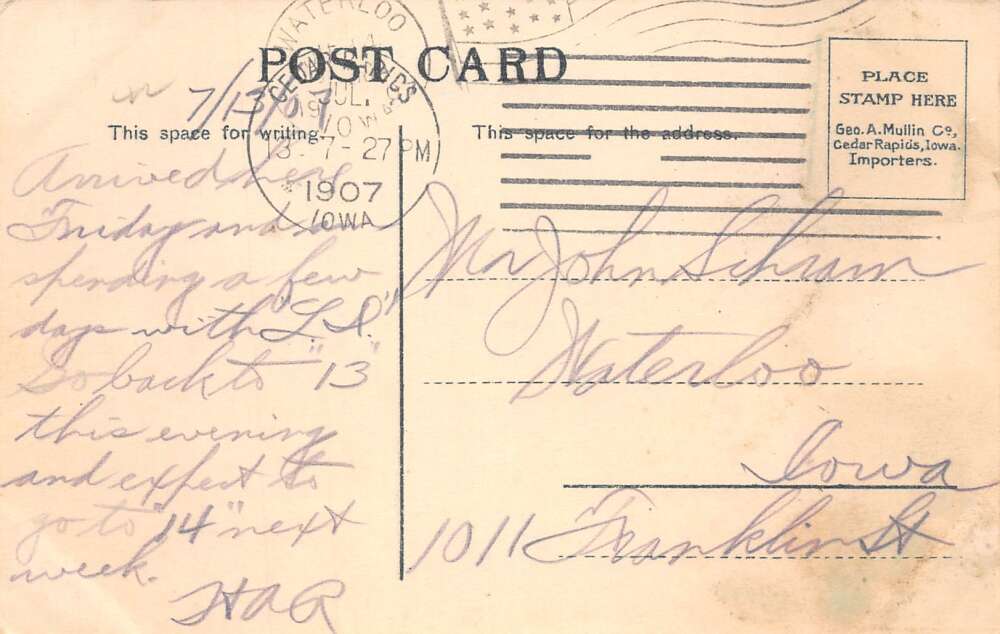 POST CARD
WATERLOO
CEDAR
JUL.
7-27 PM
1907
IOWA
PLACE
STAMP HERE
Geo. A. Mullin Co,
Cedar Rapids, Iowa.
Importers.
7/13/07
This space for writing.
Arrived here
Friday and am
spending a few
days with "L. S."
Go back to "13"
this evening
and expect to
go to "14" next
week.
HAR
This space for the address.
Mr John Schram
Waterloo
Iowa
1011 Franklin St